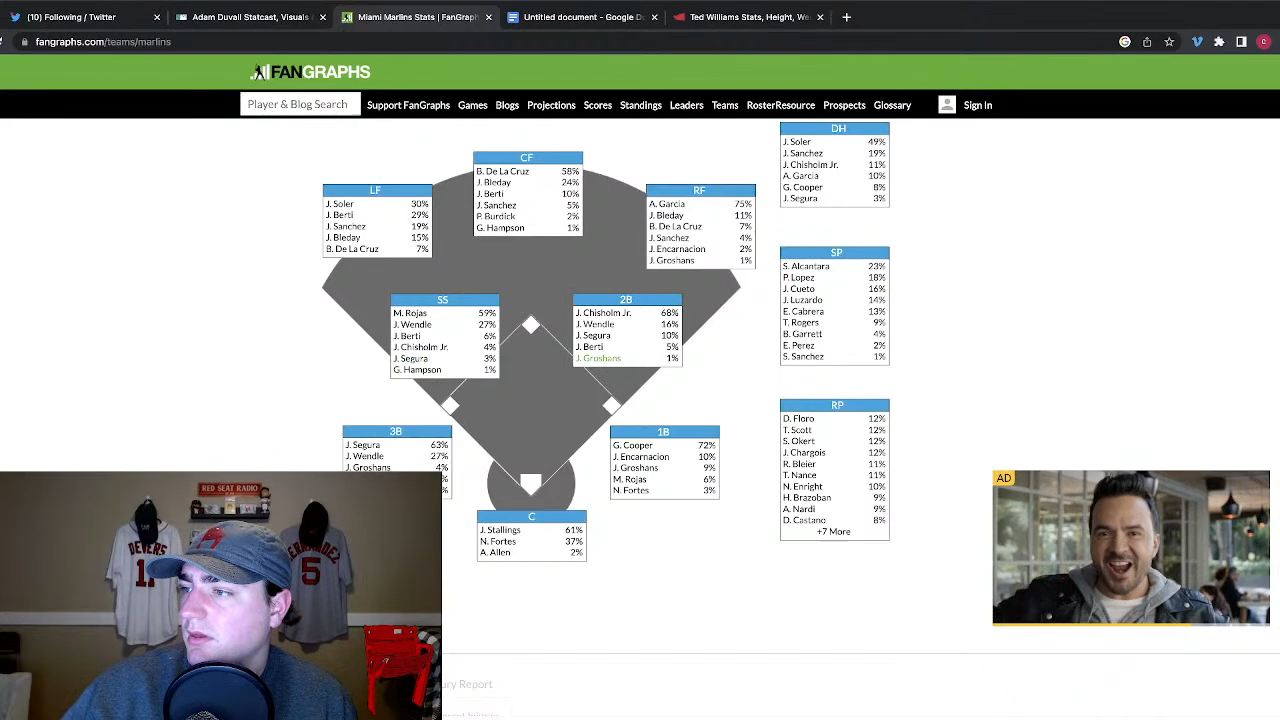 (10) Following / Twitter
Adam Duvall Statcast, Visuals
Miami Marlins Stats | FanGraph
Untitled document - Google D
Ted Williams Stats, Height, We
fangraphs.com/teams/marlins
FANGRAPHS
Player & Blog Search
Support FanGraphs Games Blogs Projections Scores Standings Leaders Teams RosterResource Prospects Glossary
Sign In
DH
J. Soler 49%
J. Sanchez 19%
J. Chisholm Jr. 11%
A. Garcia 10%
G. Cooper 8%
J. Segura 3%
CF
B. De La Cruz 58%
J. Bleday 24%
J. Berti 10%
J. Sanchez 5%
P. Burdick 2%
G. Hampson 1%
LF
J. Soler 30%
J. Berti 29%
J. Sanchez 19%
J. Bleday 15%
B. De La Cruz 7%
RF
A. Garcia 75%
J. Bleday 11%
B. De La Cruz 7%
J. Sanchez 4%
J. Encarnacion 2%
J. Groshans 1%
SP
S. Alcantara 23%
P. Lopez 18%
J. Cueto 16%
J. Luzardo 14%
E. Cabrera 13%
T. Rogers 9%
B. Garrett 4%
E. Perez 2%
S. Sanchez 1%
SS
M. Rojas 59%
J. Wendle 27%
J. Berti 6%
J. Chisholm Jr. 4%
J. Segura 3%
G. Hampson 1%
2B
J. Chisholm Jr. 68%
J. Wendle 16%
J. Segura 10%
J. Berti 5%
J. Groshans 1%
RP
D. Floro 12%
T. Scott 12%
S. Okert 12%
J. Chargois 12%
R. Bleier 11%
T. Nance 11%
N. Enright 10%
H. Brazoban 9%
A. Nardi 9%
D. Castano 8%
+7 More
3B
J. Segura 63%
J. Wendle 27%
J. Groshans 4%
1B
G. Cooper 72%
J. Encarnacion 10%
J. Groshans 9%
M. Rojas 6%
N. Fortes 3%
C
J. Stallings 61%
N. Fortes 37%
A. Allen 2%
AD
RED SEAT RADIO
DEVERS
5
ury Report